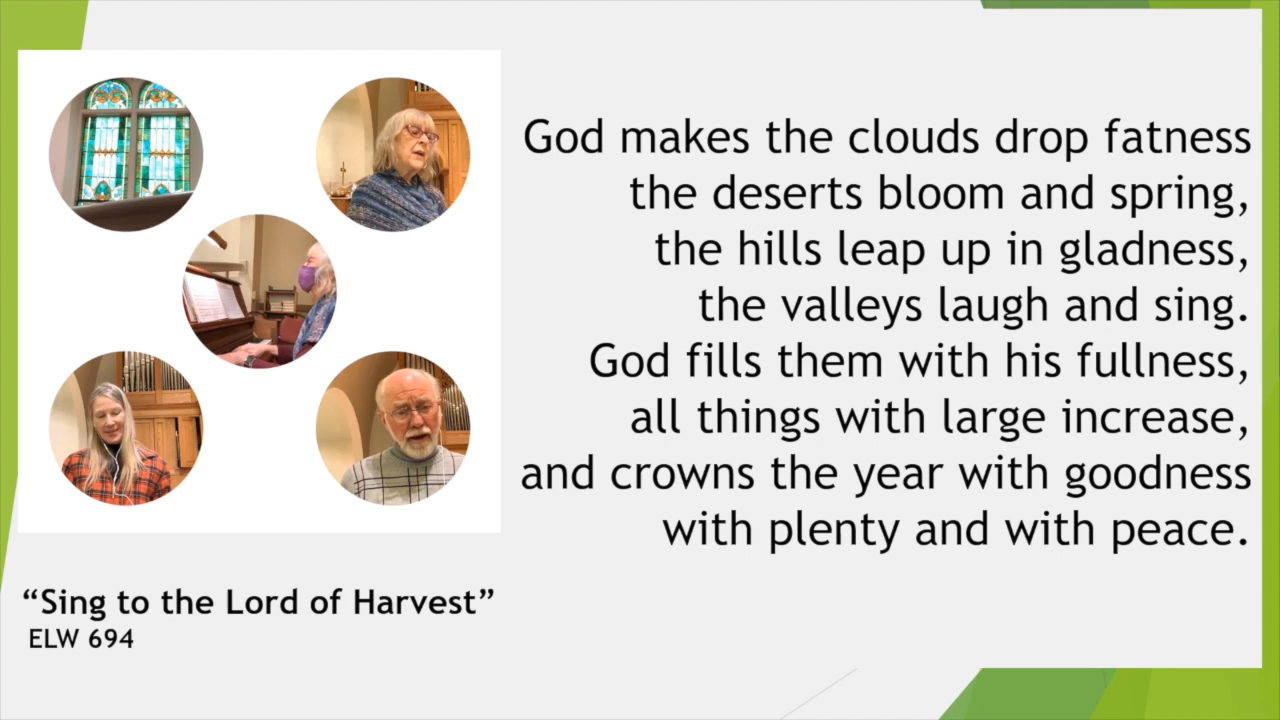 God makes the clouds drop fatness
the deserts bloom and spring,
the hills leap up in gladness,
the valleys laugh and sing.
God fills them with his fullness,
all things with large increase,
and crowns the year with goodness
with plenty and with peace.
“Sing to the Lord of Harvest”
ELW 694